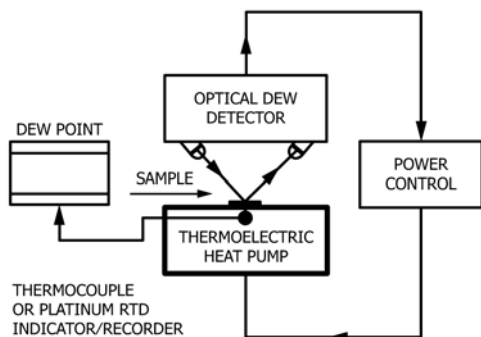 OPTICAL DEW
DETECTOR
DEW POINT
POWER
CONTROL
SAMPLE
THERMOELECTRIC
HEAT PUMP
THERMOCOUPLE
OR PLATINUM RTD
INDICATOR/RECORDER